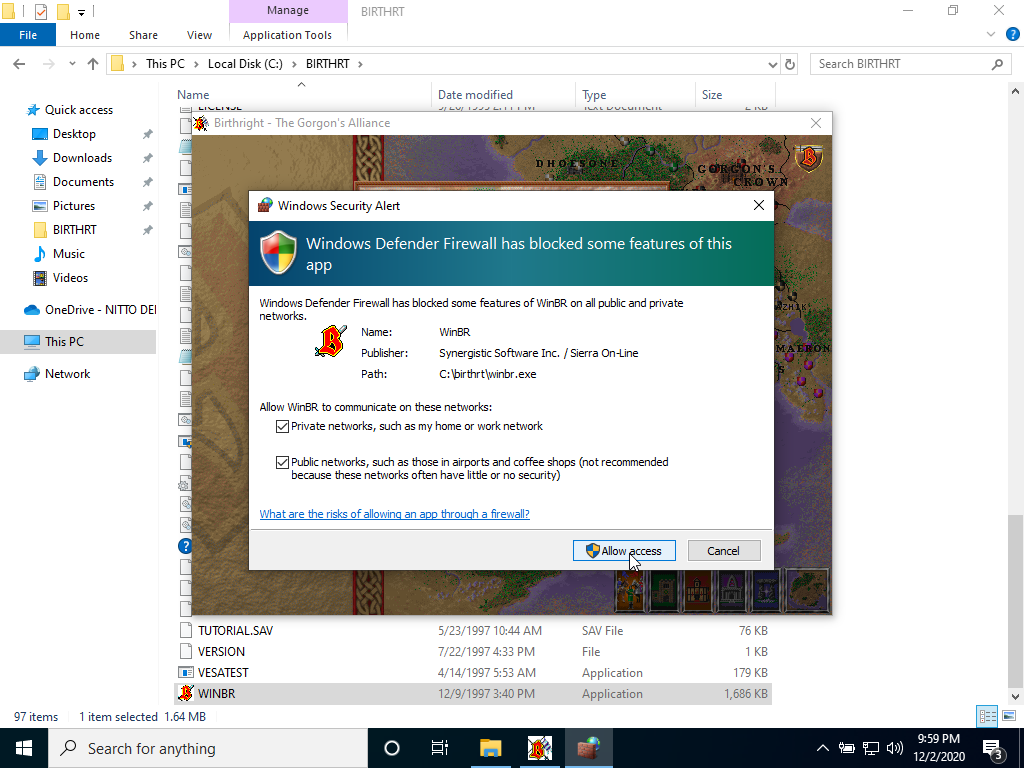 Manage
BIRTHRT
File
Home
Share
View
Application Tools
This PC
Local Disk (C:)
BIRTHRT
Search BIRTHRT
Name
Date modified
Type
Size
LICENSE
Text Document
2 KB
Quick access
Desktop
Downloads
Documents
Pictures
BIRTHRT
Music
Videos
OneDrive - NITTO DE
This PC
Network
Birthright - The Gorgon's Alliance
DHOESONE
GORGON'S
CROWN
Windows Security Alert
Windows Defender Firewall has blocked some features of this
app
Windows Defender Firewall has blocked some features of WinBR on all public and private
networks.
Name:
WinBR
Publisher:
Synergistic Software Inc. / Sierra On-Line
Path:
C:\birthrt\winbr.exe
Allow WinBR to communicate on these networks:
Private networks, such as my home or work network
Public networks, such as those in airports and coffee shops (not recommended
because these networks often have little or no security)
What are the risks of allowing an app through a firewall?
Allow access
Cancel
TUTORIAL.SAV
5/23/1997 10:44 AM
SAV File
76 KB
VERSION
7/22/1997 4:33 PM
File
1 KB
VESATEST
4/14/1997 5:53 AM
Application
179 KB
WINBR
12/9/1997 3:40 PM
Application
1,686 KB
97 items
1 item selected 1.64 MB
Search for anything
9:59 PM
12/2/2020
3